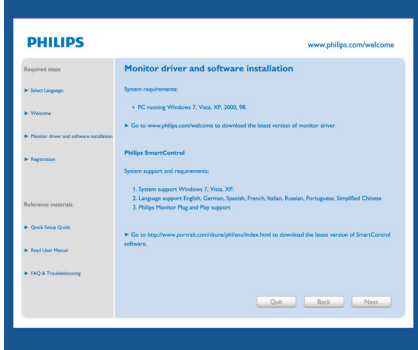 PHILIPS
www.philips.com/welcome
Required steps
Select Language:
Welcome
Monitor driver and software installation
Registration
Reference materials
Quick Setup Guide
Read User Manual
FAQ & Troubleshooting
Monitor driver and software installation
System requirements:
• PC running Windows 7, Vista, XP, 2000, 98.
Go to www.philips.com/welcome to download the latest version of monitor driver
Philips SmartControl
System support and requirements:
1. System support Windows 7, Vista, XP.
2. Language support English, German, Spanish, French, Italian, Russian, Portuguese, Simplified Chinese
3. Philips Monitor Plug and Play support
Go to http://www.portrait.com/dtune/philens/index.html to download the latest version of SmartControl
software.
Quit
Back
Next